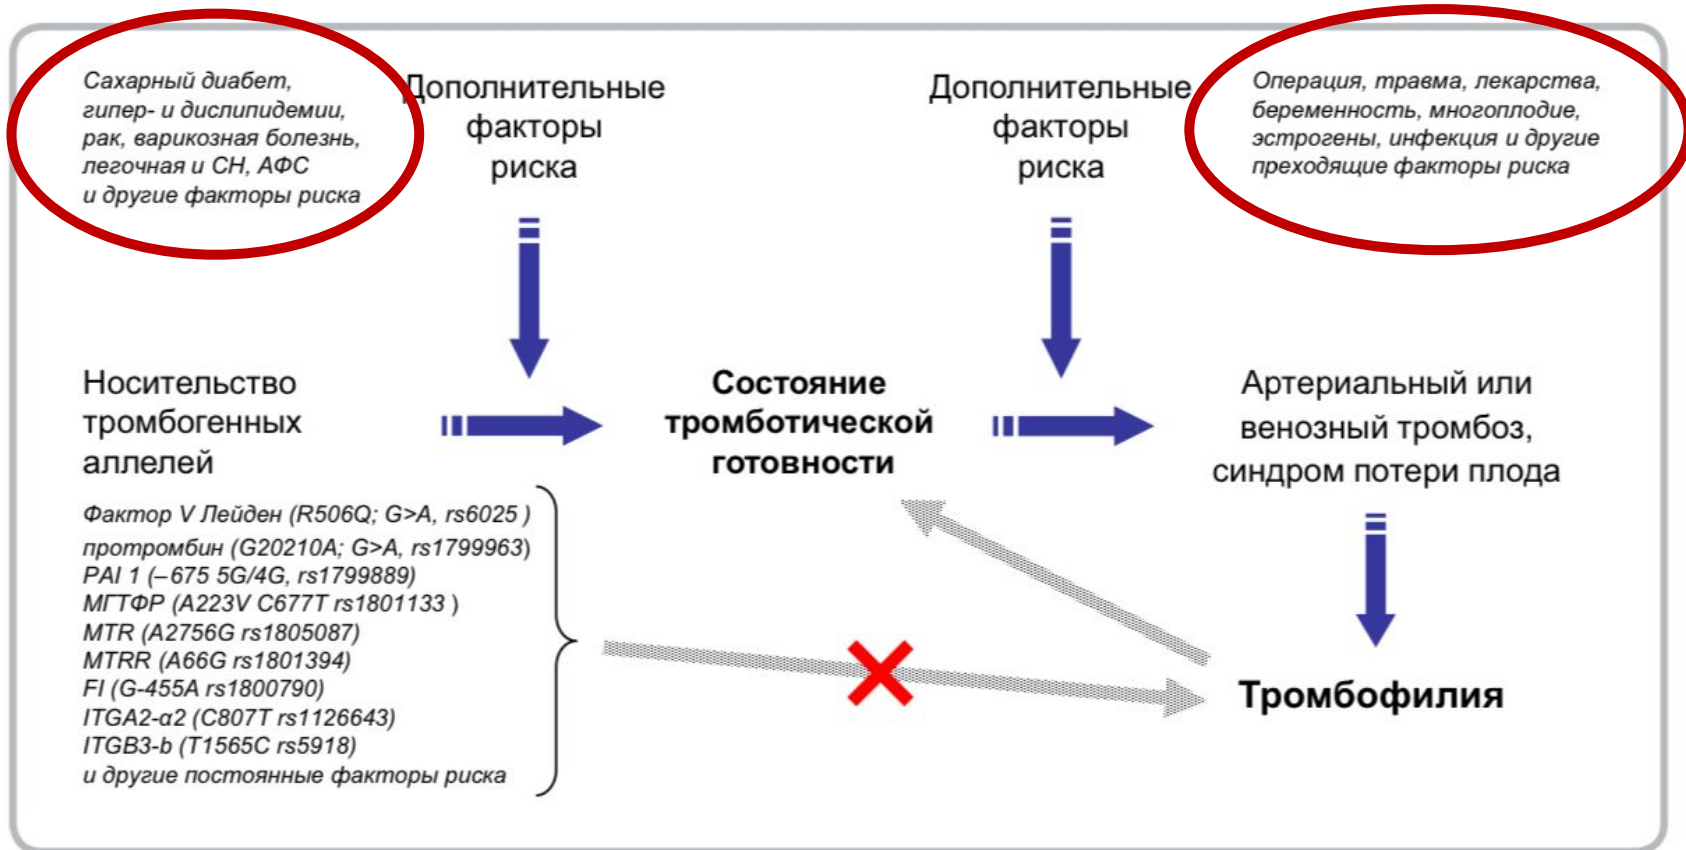 Сахарный диабет,
гипер- и дислипидемии,
рак, варикозная болезнь,
легочная и СН, АФС
и другие факторы риска
Дополнительные
факторы
риска
Дополнительные
факторы
риска
Операция, травма, лекарства,
беременность, многоплодие,
эстрогены, инфекция и другие
преходящие факторы риска
Носительство
тромбогенных
аллелей
Состояние
тромботической
готовности
Артериальный или
венозный тромбоз,
синдром потери плода
Фактор V Лейден (R506Q; G>A, rs6025 )
протромбин (G20210A; G>A, rs1799963)
PAI 1 (–675 5G/4G, rs1799889)
МГТФР (A223V C677T rs1801133 )
MTR (A2756G rs1805087)
MTRR (A66G rs1801394)
FI (G-455A rs1800790)
ITGA2-α2 (C807T rs1126643)
ITGB3-b (T1565C rs5918)
и другие постоянные факторы риска
Тромбофилия